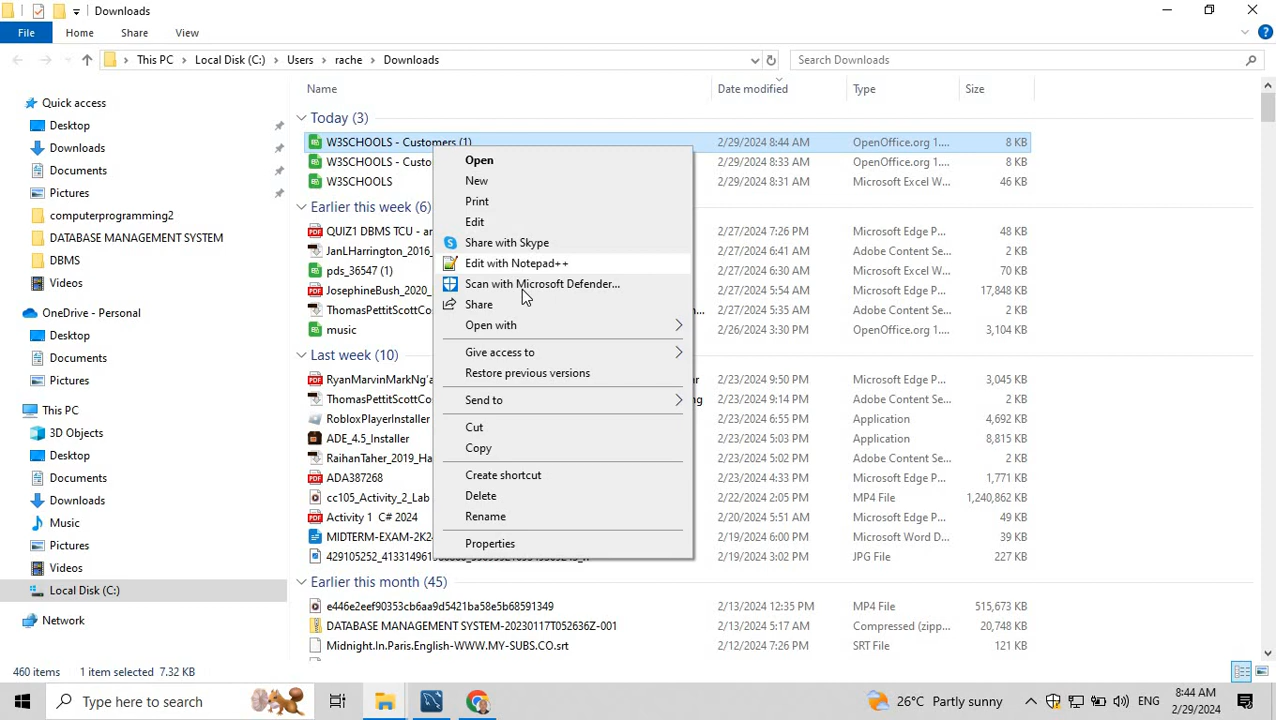 Downloads
File Home Share View
This PC Local Disk (C:) Users rache Downloads Search Downloads
Name Date modified Type Size
Quick access
Desktop
Downloads
Documents
Pictures
computerprogramming2
DATABASE MANAGEMENT SYSTEM
DBMS
Videos
OneDrive - Personal
Desktop
Documents
Pictures
This PC
3D Objects
Desktop
Documents
Downloads
Music
Pictures
Videos
Local Disk (C:)
Network
Today (3)
W3SCHOOLS - Customers (1) 2/29/2024 8:44 AM OpenOffice.org 1.... 8 KB
W3SCHOOLS - Custo 2/29/2024 8:33 AM OpenOffice.org 1.... 8 KB
W3SCHOOLS 2/29/2024 8:31 AM Microsoft Excel W... 46 KB
Earlier this week (6)
QUIZ1 DBMS TCU - ar 2/27/2024 7:26 PM Microsoft Edge P... 48 KB
JanLHarrington_2016_ 2/27/2024 6:41 AM Adobe Content Se... 2 KB
pds_36547 (1) 2/27/2024 6:30 AM Microsoft Edge P... 70 KB
JosephineBush_2020_ 2/27/2024 5:37 AM Microsoft Edge P... 17,848 KB
ThomasPettitScottCo ... 2/27/2024 5:35 AM Adobe Content Se... 2 KB
music 2/26/2024 3:30 PM OpenOffice.org 1.... 3,104 KB
Last week (10)
RyanMarvinMarkNg'a ar 2/23/2024 9:50 PM Microsoft Edge P... 3,045 KB
ThomasPettitScottCo ng 2/23/2024 9:14 PM Adobe Content Se... 2 KB
RobloxPlayerInstaller 2/23/2024 5:09 PM Application 4,692 KB
ADE_4.5_Installer 2/23/2024 5:03 PM Application 8,815 KB
RaihanTaher_2019_Ha 2/23/2024 5:02 PM Adobe Content Se... 2 KB
ADA387268 2/23/2024 4:33 PM Microsoft Edge P... 1,771 KB
cc105_Activity_2_Lab 2/22/2024 2:05 PM MP4 File 1,240,862 KB
Activity 1 C# 2024 2/20/2024 5:51 AM Microsoft Edge P... 49 KB
MIDTERM-EXAM-2K24 2/19/2024 6:00 PM Microsoft Word D... 39 KB
2/19/2024 3:02 PM JPG File 227 KB
Earlier this month (45)
e446e2eef90353cb6aa9d5421ba58e5b68591349 2/13/2024 12:35 PM MP4 File 515,673 KB
DATABASE MANAGEMENT SYSTEM-20230117T052636Z-001 2/13/2024 5:17 AM Compressed (zipp... 20,748 KB
Midnight.In.Paris.English-WWW.MY-SUBS.CO.srt 2/12/2024 7:26 PM SRT File 121 KB
Open
New
Print
Edit
Share with Skype
Edit with Notepad++
Scan with Microsoft Defender...
Share
Open with
Give access to
Restore previous versions
Send to
Cut
Copy
Create shortcut
Delete
Rename
Properties
460 items 1 item selected 7.32 KB
Type here to search 26°C Partly sunny ENG 8:44 AM
2/29/2024